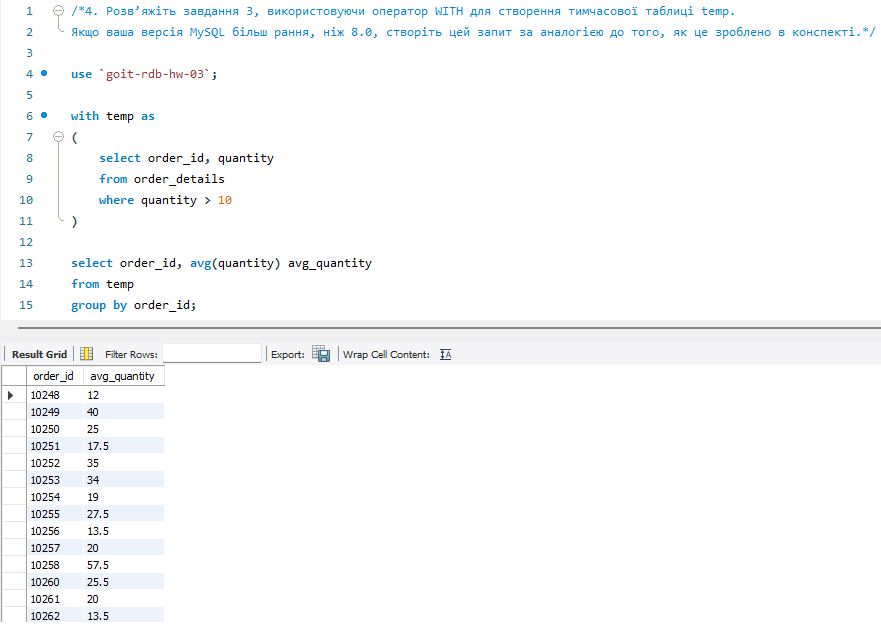 1 /*4. Розв’яжіть завдання 3, використовуючи оператор WITH для створення тимчасової таблиці temp.
2 Якщо ваша версія MySQL більш рання, ніж 8.0, створіть цей запит за аналогією до того, як це зроблено в конспекті.*/
3
4 use `goit-rdb-hw-03`;
5
6 with temp as
7 (
8 select order_id, quantity
9 from order_details
10 where quantity > 10
11 )
12
13 select order_id, avg(quantity) avg_quantity
14 from temp
15 group by order_id;
Result Grid Filter Rows: Export: Wrap Cell Content:
order_id avg_quantity
10248 12
10249 40
10250 25
10251 17.5
10252 35
10253 34
10254 19
10255 27.5
10256 13.5
10257 20
10258 57.5
10260 25.5
10261 20
10262 13.5